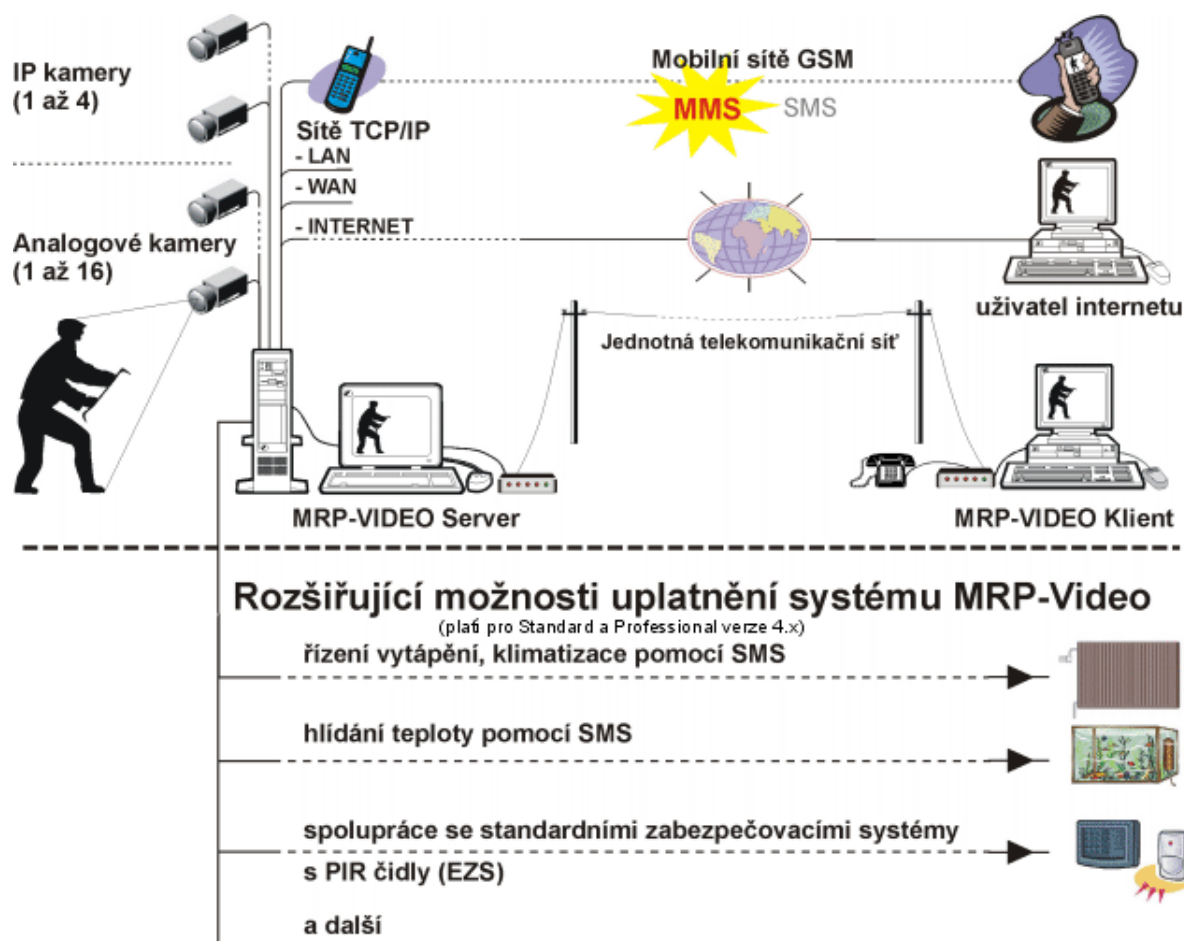 IP kamery
(1 až 4)
Mobilní sítě GSM
MMS
SMS
Sítě TCP/IP
- LAN
- WAN
- INTERNET
Analogové kamery
(1 až 16)
uživatel internetu
Jednotná telekomunikační síť
MRP-VIDEO Server
MRP-VIDEO Klient
Rozšiřující možnosti uplatnění systému MRP-Video
(platí pro Standard a Professional verze 4.x)
řízení vytápění, klimatizace pomocí SMS
hlídání teploty pomocí SMS
spolupráce se standardními zabezpečovacími systémy
s PIR čidly (EZS)
a další